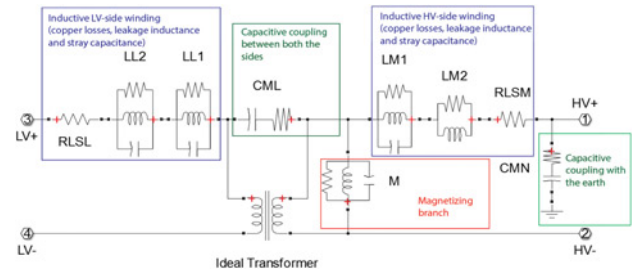 Inductive LV-side winding
(copper losses, leakage inductance
and stray capacitance)
LL2
LL1
Capacitive coupling
between both the
sides
CML
Inductive HV-side winding
(copper losses, leakage inductance
and stray capacitance)
LM1
LM2
RLSM
HV+
1
3
LV+
RLSL
M
Magnetizing
branch
CMN
Capacitive
coupling with
the earth
4
LV-
2
HV-
Ideal Transformer